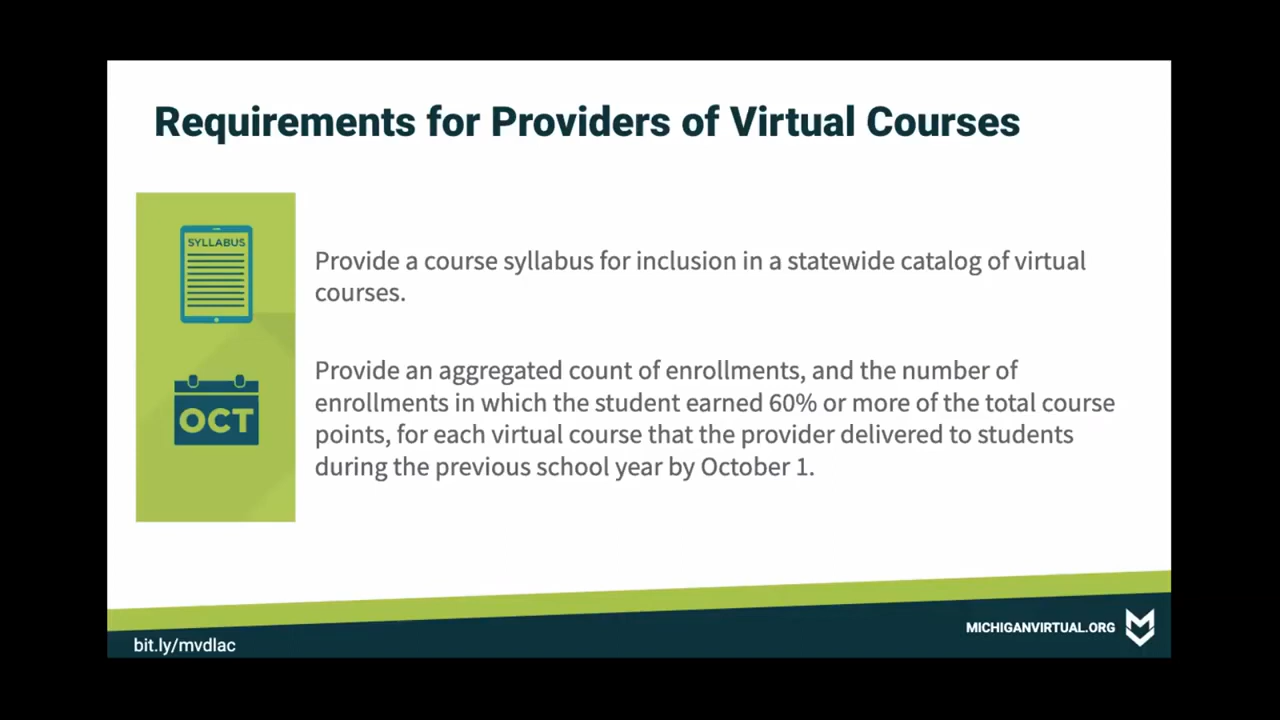 Requirements for Providers of Virtual Courses
SYLLABUS
Provide a course syllabus for inclusion in a statewide catalog of virtual
courses.
OCT
Provide an aggregated count of enrollments, and the number of
enrollments in which the student earned 60% or more of the total course
points, for each virtual course that the provider delivered to students
during the previous school year by October 1.
bit.ly/mvdlac
MICHIGANVIRTUAL.ORG